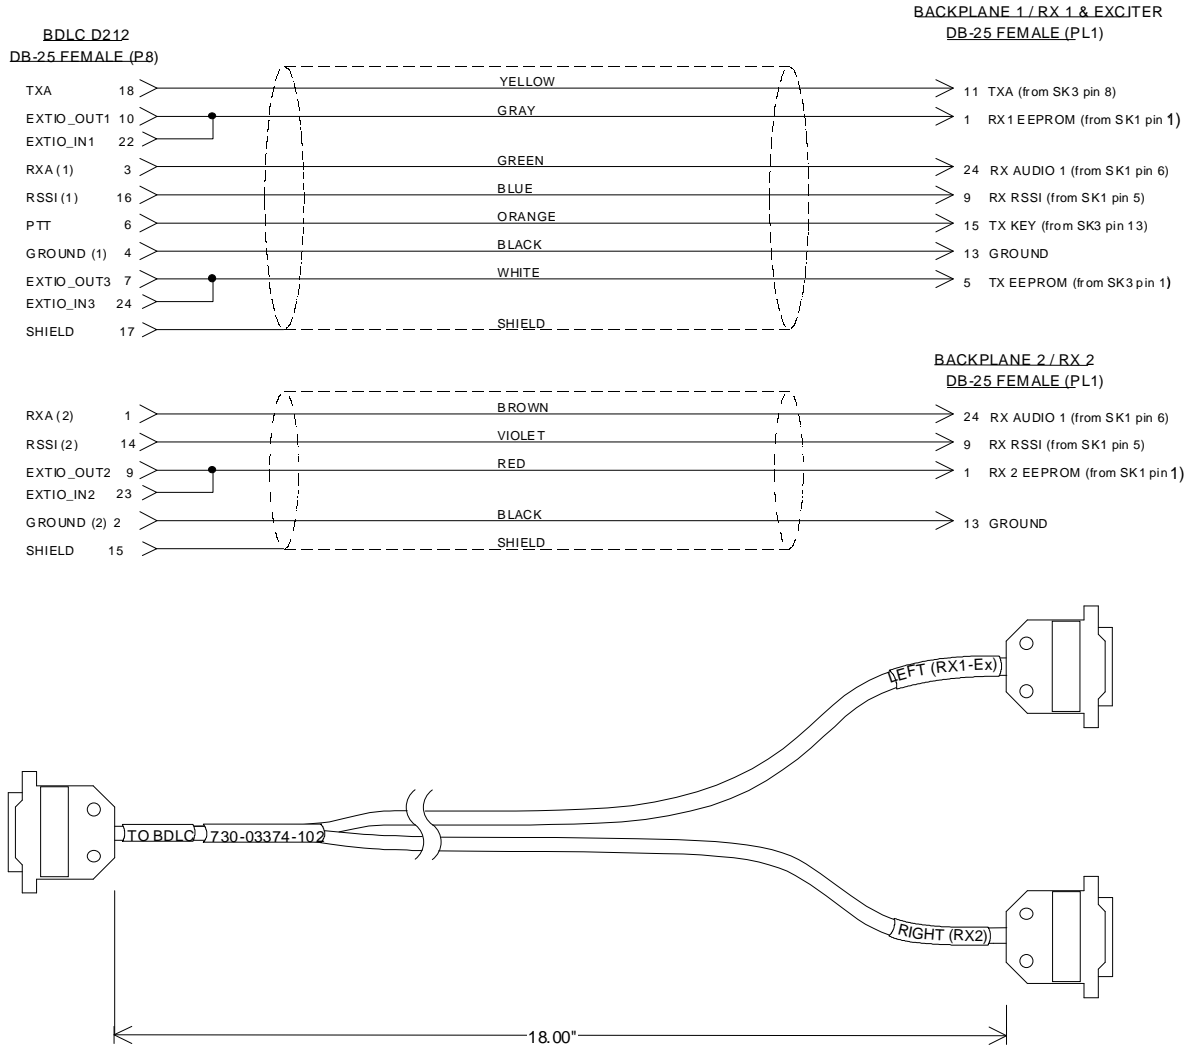 BACKPLANE 1 / RX 1 & EXCITER
DB-25 FEMALE (PL1)
BDLC D212
DB-25 FEMALE (P8)
TXA 18 YELLOW 11 TXA (from SK3 pin 8)
EXTIO_OUT1 10 GRAY 1 RX1 EEPROM (from SK1 pin 1)
EXTIO_IN1 22
RXA (1) 3 GREEN 24 RX AUDIO 1 (from SK1 pin 6)
RSSI (1) 16 BLUE 9 RX RSSI (from SK1 pin 5)
PTT 6 ORANGE 15 TX KEY (from SK3 pin 13)
GROUND (1) 4 BLACK 13 GROUND
EXTIO_OUT3 7 WHITE 5 TX EEPROM (from SK3 pin 1)
EXTIO_IN3 24
SHIELD 17 SHIELD
BACKPLANE 2 / RX 2
DB-25 FEMALE (PL1)
RXA (2) 1 BROWN 24 RX AUDIO 1 (from SK1 pin 6)
RSSI (2) 14 VIOLET 9 RX RSSI (from SK1 pin 5)
EXTIO_OUT2 9 RED 1 RX 2 EEPROM (from SK1 pin 1)
EXTIO_IN2 23
GROUND (2) 2 BLACK 13 GROUND
SHIELD 15 SHIELD
LEFT (RX1-Ex)
TO BDLC 730-03374-102
RIGHT (RX2)
18.00"